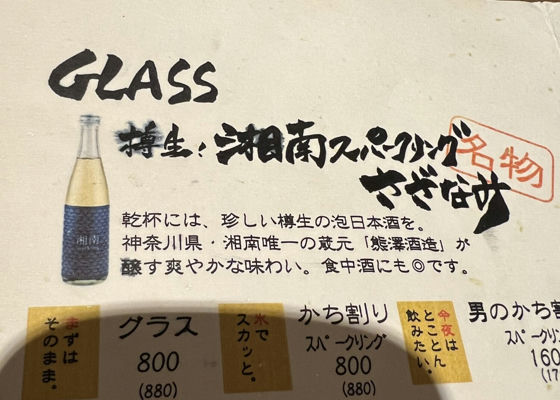 GLASS
樽生！湘南スパークリング
さざなみ
名物
湘南
乾杯には、珍しい樽生の泡日本酒を。
神奈川県・湘南唯一の蔵元「熊澤酒造」が
醸す爽やかな味わい。食中酒にも◎です。
まずは
そのまま。
グラス
800
(880)
氷で
スカッと。
かち割り
スパークリング
800
(880)
今夜は
とことん
飲みたい。
男のかち割
スパークリ
160
(17